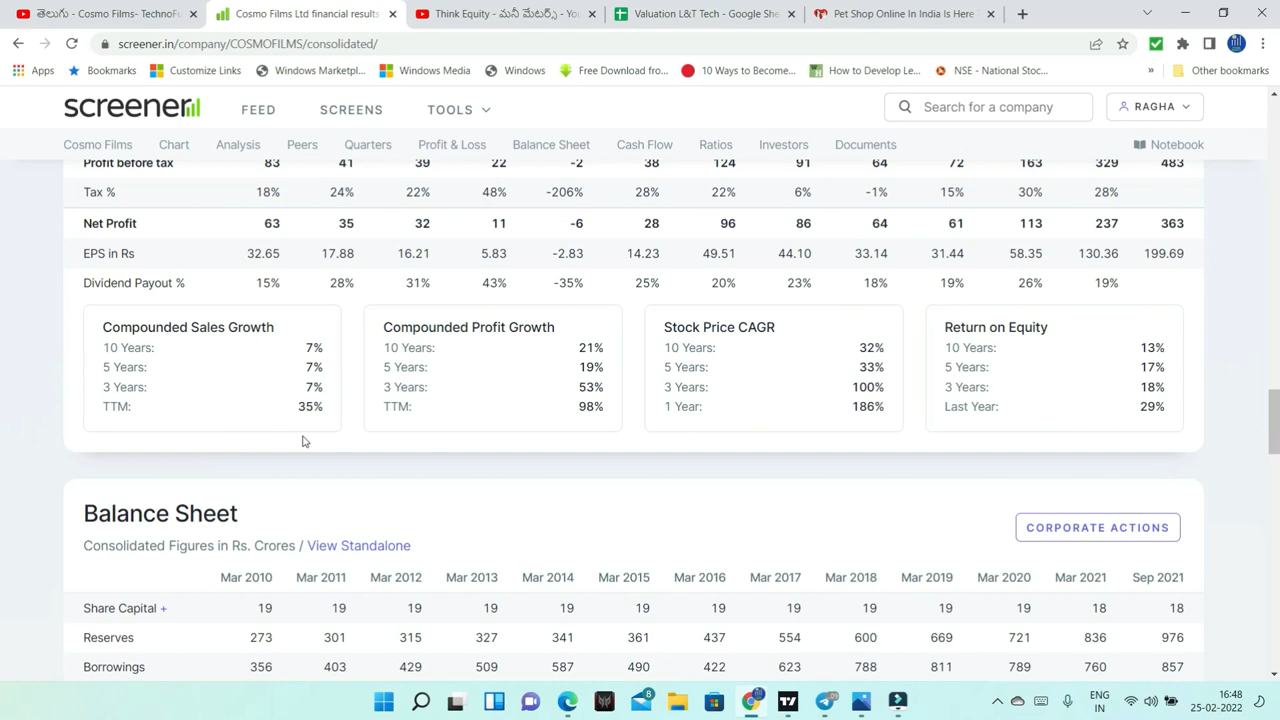 తెలుగు - Cosmo Films- TechnoFu
Cosmo Films Ltd financial results
Think Equity - మనీ మేటర్స్ - Yo
Valuation L&T Tech - Google She
Pet Shop Online In India Is Here
screener.in/company/COSMOFILMS/consolidated/
Apps
Bookmarks
Customize Links
Windows Marketpl...
Windows Media
Windows
Free Download fro...
10 Ways to Become...
How to Develop Le...
NSE - National Stoc...
»
Other bookmarks
screener
FEED
SCREENS
TOOLS
Search for a company
RAGHA
Cosmo Films Chart Analysis Peers Quarters Profit & Loss Balance Sheet Cash Flow Ratios Investors Documents Notebook
Profit before tax 83 41 39 22 -2 38 124 91 64 72 163 329 483
Tax % 18% 24% 22% 48% -206% 28% 22% 6% -1% 15% 30% 28%
Net Profit 63 35 32 11 -6 28 96 86 64 61 113 237 363
EPS in Rs 32.65 17.88 16.21 5.83 -2.83 14.23 49.51 44.10 33.14 31.44 58.35 130.36 199.69
Dividend Payout % 15% 28% 31% 43% -35% 25% 20% 23% 18% 19% 26% 19%
Compounded Sales Growth
10 Years: 7%
5 Years: 7%
3 Years: 7%
TTM: 35%
Compounded Profit Growth
10 Years: 21%
5 Years: 19%
3 Years: 53%
TTM: 98%
Stock Price CAGR
10 Years: 32%
5 Years: 33%
3 Years: 100%
1 Year: 186%
Return on Equity
10 Years: 13%
5 Years: 17%
3 Years: 18%
Last Year: 29%
Balance Sheet
CORPORATE ACTIONS
Consolidated Figures in Rs. Crores / View Standalone
Mar 2010 Mar 2011 Mar 2012 Mar 2013 Mar 2014 Mar 2015 Mar 2016 Mar 2017 Mar 2018 Mar 2019 Mar 2020 Mar 2021 Sep 2021
Share Capital + 19 19 19 19 19 19 19 19 19 19 19 18 18
Reserves 273 301 315 327 341 361 437 554 600 669 721 836 976
Borrowings 356 403 429 509 587 490 422 623 788 811 789 760 857
8
ENG
IN
16:48
25-02-2022